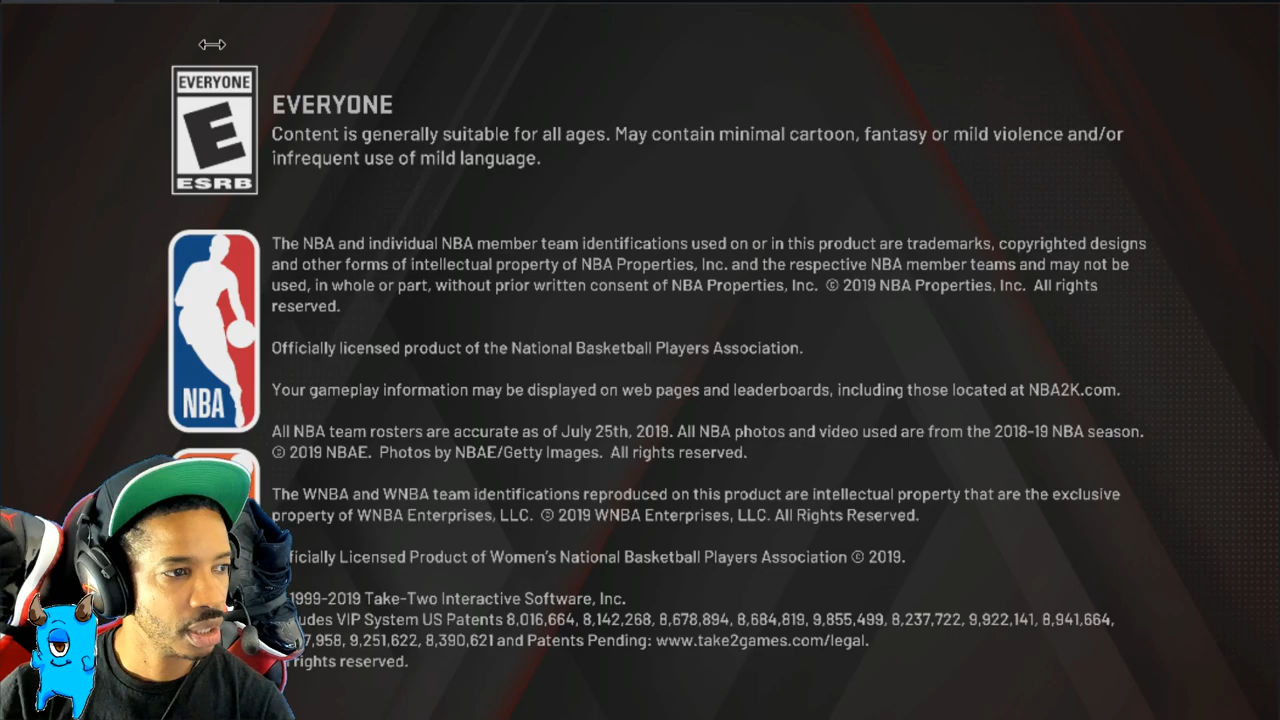 EVERYONE
E
ESRB
EVERYONE
Content is generally suitable for all ages. May contain minimal cartoon, fantasy or mild violence and/or
infrequent use of mild language.
The NBA and individual NBA member team identifications used on or in this product are trademarks, copyrighted designs
and other forms of intellectual property of NBA Properties, Inc. and the respective NBA member teams and may not be
used, in whole or part, without prior written consent of NBA Properties, Inc. © 2019 NBA Properties, Inc. All rights
reserved.
NBA
Officially licensed product of the National Basketball Players Association.
Your gameplay information may be displayed on web pages and leaderboards, including those located at NBA2K.com.
All NBA team rosters are accurate as of July 25th, 2019. All NBA photos and video used are from the 2018-19 NBA season.
© 2019 NBAE. Photos by NBAE/Getty Images. All rights reserved.
The WNBA and WNBA team identifications reproduced on this product are intellectual property that are the exclusive
property of WNBA Enterprises, LLC. © 2019 WNBA Enterprises, LLC. All Rights Reserved.
ficially Licensed Product of Women's National Basketball Players Association © 2019.
1999-2019 Take-Two Interactive Software, Inc.
udes VIP System US Patents 8,016,664, 8,142,268, 8,678,894, 8,684,819, 9,855,499, 8,237,722, 9,922,141, 8,941,664,
7,958, 9,251,622, 8,390,621 and Patents Pending: www.take2games.com/legal.
rights reserved.